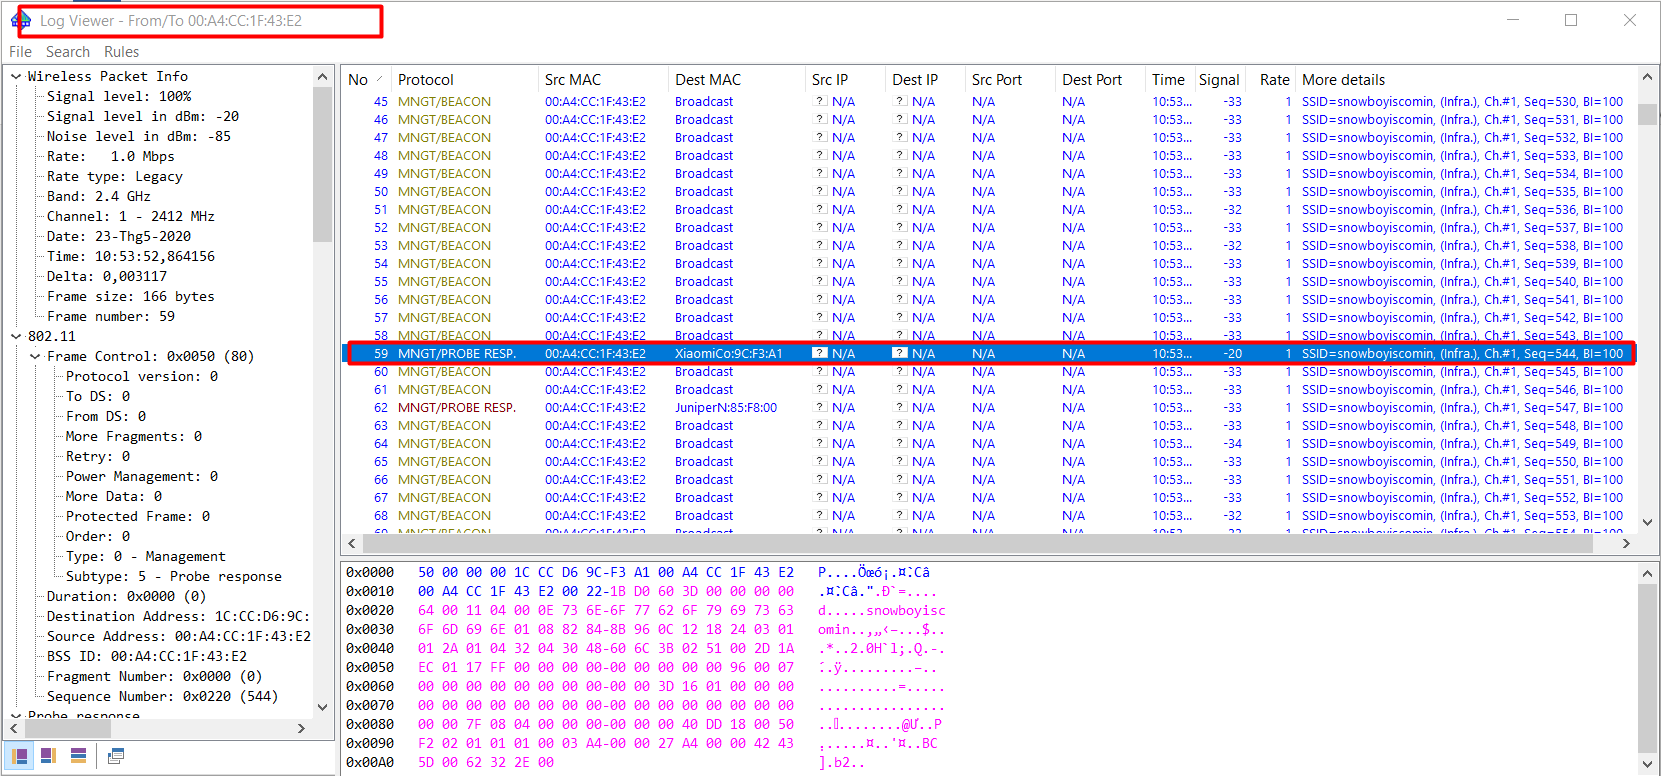 Log Viewer - From/To 00:A4:CC:1F:43:E2
File Search Rules
Wireless Packet Info
Signal level: 100%
Signal level in dBm: -20
Noise level in dBm: -85
Rate: 1.0 Mbps
Rate type: Legacy
Band: 2.4 GHz
Channel: 1 - 2412 MHz
Date: 23-Thg5-2020
Time: 10:53:52,864156
Delta: 0,003117
Frame size: 166 bytes
Frame number: 59
802.11
Frame Control: 0x0050 (80)
Protocol version: 0
To DS: 0
From DS: 0
More Fragments: 0
Retry: 0
Power Management: 0
More Data: 0
Protected Frame: 0
Order: 0
Type: 0 - Management
Subtype: 5 - Probe response
Duration: 0x0000 (0)
Destination Address: 1C:CC:D6:9C:
Source Address: 00:A4:CC:1F:43:E2
BSS ID: 00:A4:CC:1F:43:E2
Fragment Number: 0x0000 (0)
Sequence Number: 0x0220 (544)
Probe response
No Protocol Src MAC Dest MAC Src IP Dest IP Src Port Dest Port Time Signal Rate More details
45 MNGT/BEACON 00:A4:CC:1F:43:E2 Broadcast ? N/A ? N/A N/A N/A 10:53... -33 1 SSID=snowboyiscomin, (Infra.), Ch.#1, Seq=530, BI=100
46 MNGT/BEACON 00:A4:CC:1F:43:E2 Broadcast ? N/A ? N/A N/A N/A 10:53... -33 1 SSID=snowboyiscomin, (Infra.), Ch.#1, Seq=531, BI=100
47 MNGT/BEACON 00:A4:CC:1F:43:E2 Broadcast ? N/A ? N/A N/A N/A 10:53... -33 1 SSID=snowboyiscomin, (Infra.), Ch.#1, Seq=532, BI=100
48 MNGT/BEACON 00:A4:CC:1F:43:E2 Broadcast ? N/A ? N/A N/A N/A 10:53... -33 1 SSID=snowboyiscomin, (Infra.), Ch.#1, Seq=533, BI=100
49 MNGT/BEACON 00:A4:CC:1F:43:E2 Broadcast ? N/A ? N/A N/A N/A 10:53... -33 1 SSID=snowboyiscomin, (Infra.), Ch.#1, Seq=534, BI=100
50 MNGT/BEACON 00:A4:CC:1F:43:E2 Broadcast ? N/A ? N/A N/A N/A 10:53... -33 1 SSID=snowboyiscomin, (Infra.), Ch.#1, Seq=535, BI=100
51 MNGT/BEACON 00:A4:CC:1F:43:E2 Broadcast ? N/A ? N/A N/A N/A 10:53... -32 1 SSID=snowboyiscomin, (Infra.), Ch.#1, Seq=536, BI=100
52 MNGT/BEACON 00:A4:CC:1F:43:E2 Broadcast ? N/A ? N/A N/A N/A 10:53... -33 1 SSID=snowboyiscomin, (Infra.), Ch.#1, Seq=537, BI=100
53 MNGT/BEACON 00:A4:CC:1F:43:E2 Broadcast ? N/A ? N/A N/A N/A 10:53... -32 1 SSID=snowboyiscomin, (Infra.), Ch.#1, Seq=538, BI=100
54 MNGT/BEACON 00:A4:CC:1F:43:E2 Broadcast ? N/A ? N/A N/A N/A 10:53... -33 1 SSID=snowboyiscomin, (Infra.), Ch.#1, Seq=539, BI=100
55 MNGT/BEACON 00:A4:CC:1F:43:E2 Broadcast ? N/A ? N/A N/A N/A 10:53... -33 1 SSID=snowboyiscomin, (Infra.), Ch.#1, Seq=540, BI=100
56 MNGT/BEACON 00:A4:CC:1F:43:E2 Broadcast ? N/A ? N/A N/A N/A 10:53... -33 1 SSID=snowboyiscomin, (Infra.), Ch.#1, Seq=541, BI=100
57 MNGT/BEACON 00:A4:CC:1F:43:E2 Broadcast ? N/A ? N/A N/A N/A 10:53... -33 1 SSID=snowboyiscomin, (Infra.), Ch.#1, Seq=542, BI=100
58 MNGT/BEACON 00:A4:CC:1F:43:E2 Broadcast ? N/A ? N/A N/A N/A 10:53... -33 1 SSID=snowboyiscomin, (Infra.), Ch.#1, Seq=543, BI=100
59 MNGT/PROBE RESP. 00:A4:CC:1F:43:E2 XiaomiCo:9C:F3:A1 ? N/A ? N/A N/A N/A 10:53... -20 1 SSID=snowboyiscomin, (Infra.), Ch.#1, Seq=544, BI=100
60 MNGT/BEACON 00:A4:CC:1F:43:E2 Broadcast ? N/A ? N/A N/A N/A 10:53... -33 1 SSID=snowboyiscomin, (Infra.), Ch.#1, Seq=545, BI=100
61 MNGT/BEACON 00:A4:CC:1F:43:E2 Broadcast ? N/A ? N/A N/A N/A 10:53... -33 1 SSID=snowboyiscomin, (Infra.), Ch.#1, Seq=546, BI=100
62 MNGT/PROBE RESP. 00:A4:CC:1F:43:E2 JuniperN:85:F8:00 ? N/A ? N/A N/A N/A 10:53... -33 1 SSID=snowboyiscomin, (Infra.), Ch.#1, Seq=547, BI=100
63 MNGT/BEACON 00:A4:CC:1F:43:E2 Broadcast ? N/A ? N/A N/A N/A 10:53... -33 1 SSID=snowboyiscomin, (Infra.), Ch.#1, Seq=548, BI=100
64 MNGT/BEACON 00:A4:CC:1F:43:E2 Broadcast ? N/A ? N/A N/A N/A 10:53... -34 1 SSID=snowboyiscomin, (Infra.), Ch.#1, Seq=549, BI=100
65 MNGT/BEACON 00:A4:CC:1F:43:E2 Broadcast ? N/A ? N/A N/A N/A 10:53... -33 1 SSID=snowboyiscomin, (Infra.), Ch.#1, Seq=550, BI=100
66 MNGT/BEACON 00:A4:CC:1F:43:E2 Broadcast ? N/A ? N/A N/A N/A 10:53... -33 1 SSID=snowboyiscomin, (Infra.), Ch.#1, Seq=551, BI=100
67 MNGT/BEACON 00:A4:CC:1F:43:E2 Broadcast ? N/A ? N/A N/A N/A 10:53... -33 1 SSID=snowboyiscomin, (Infra.), Ch.#1, Seq=552, BI=100
68 MNGT/BEACON 00:A4:CC:1F:43:E2 Broadcast ? N/A ? N/A N/A N/A 10:53... -32 1 SSID=snowboyiscomin, (Infra.), Ch.#1, Seq=553, BI=100
0x0000 50 00 00 00 1C CC D6 9C-F3 A1 00 A4 CC 1F 43 E2 P....Öœó¡.¤:Câ
0x0010 00 A4 CC 1F 43 E2 00 22-1B D0 60 3D 00 00 00 00 .¤:Câ.".Đ`=....
0x0020 64 00 11 04 00 0E 73 6E-6F 77 62 6F 79 69 73 63 d.....snowboyisc
0x0030 6F 6D 69 6E 01 08 82 84-8B 96 0C 12 18 24 03 01 omin..‚„‹–...$..
0x0040 01 2A 01 04 32 04 30 48-60 6C 3B 02 51 00 2D 1A .*..2.0H`l;.Q.-.
0x0050 EC 01 17 FF 00 00 00 00-00 00 00 00 00 96 00 07 :.ÿ.........–..
0x0060 00 00 00 00 00 00 00 00-00 00 3D 16 01 00 00 00 ..........=.....
0x0070 00 00 00 00 00 00 00 00-00 00 00 00 00 00 00 00 ................
0x0080 00 00 7F 08 04 00 00 00-00 00 00 40 DD 18 00 50 ...........@Ư..P
0x0090 F2 02 01 01 01 00 03 A4-00 00 27 A4 00 00 42 43 .......¤..'¤..BC
0x00A0 5D 00 62 32 2E 00 ].b2..